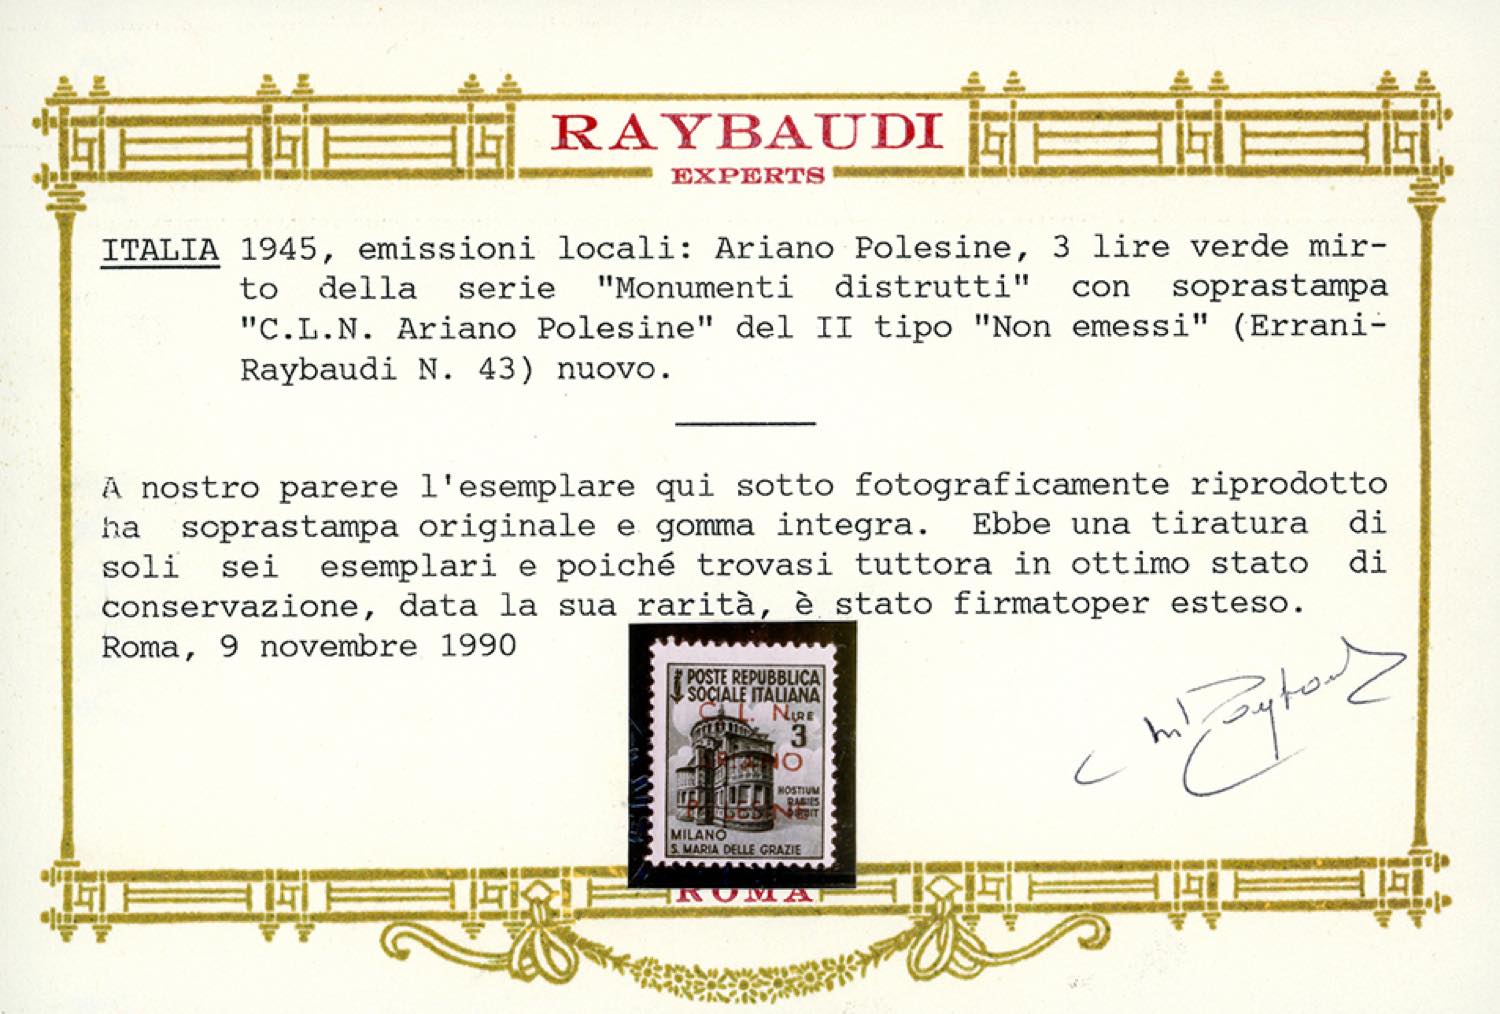 RAYBAUDI
EXPERTS
ITALIA 1945, emissioni locali: Ariano Polesine, 3 lire verde mir-
to della serie "Monumenti distrutti" con soprastampa
"C.L.N. Ariano Polesine" del II tipo "Non emessi" (Errani-
Raybaudi N. 43) nuovo.
A nostro parere l'esemplare qui sotto fotograficamente riprodotto
ha soprastampa originale e gomma integra. Ebbe una tiratura di
soli sei esemplari e poiché trovasi tuttora in ottimo stato di
conservazione, data la sua rarità, è stato firmatoper esteso.
Roma, 9 novembre 1990
POSTE REPUBBLICA
SOCIALE ITALIANA
C. L. N.
LIRE
3
ARIANO
HOSTIUM
RABIES
DIRUIT
POLESINE
MILANO
S. MARIA DELLE GRAZIE
ROMA